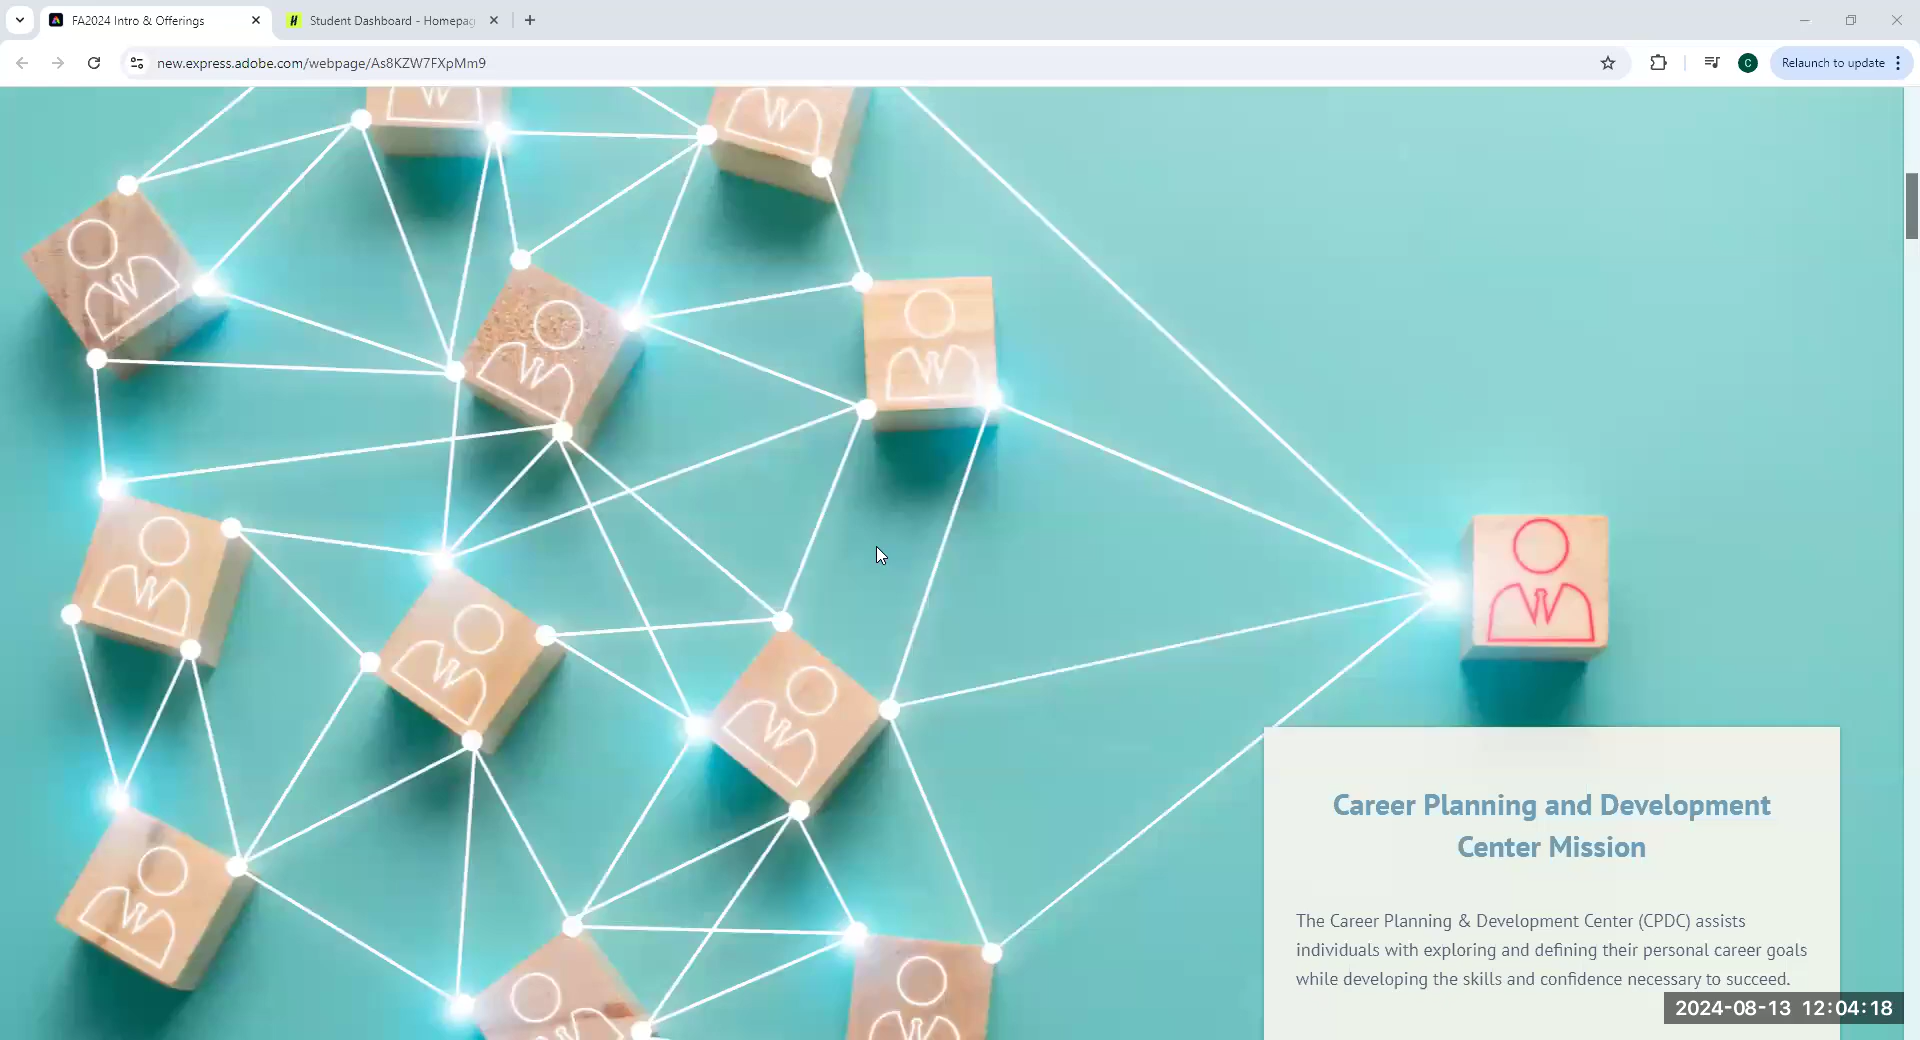 FA2024 Intro & Offerings
Student Dashboard - Homepag
new.express.adobe.com/webpage/As8KZW7FXpMm9
C
Relaunch to update
Career Planning and Development
Center Mission
The Career Planning & Development Center (CPDC) assists
individuals with exploring and defining their personal career goals
while developing the skills and confidence necessary to succeed.
2024-08-13 12:04:18